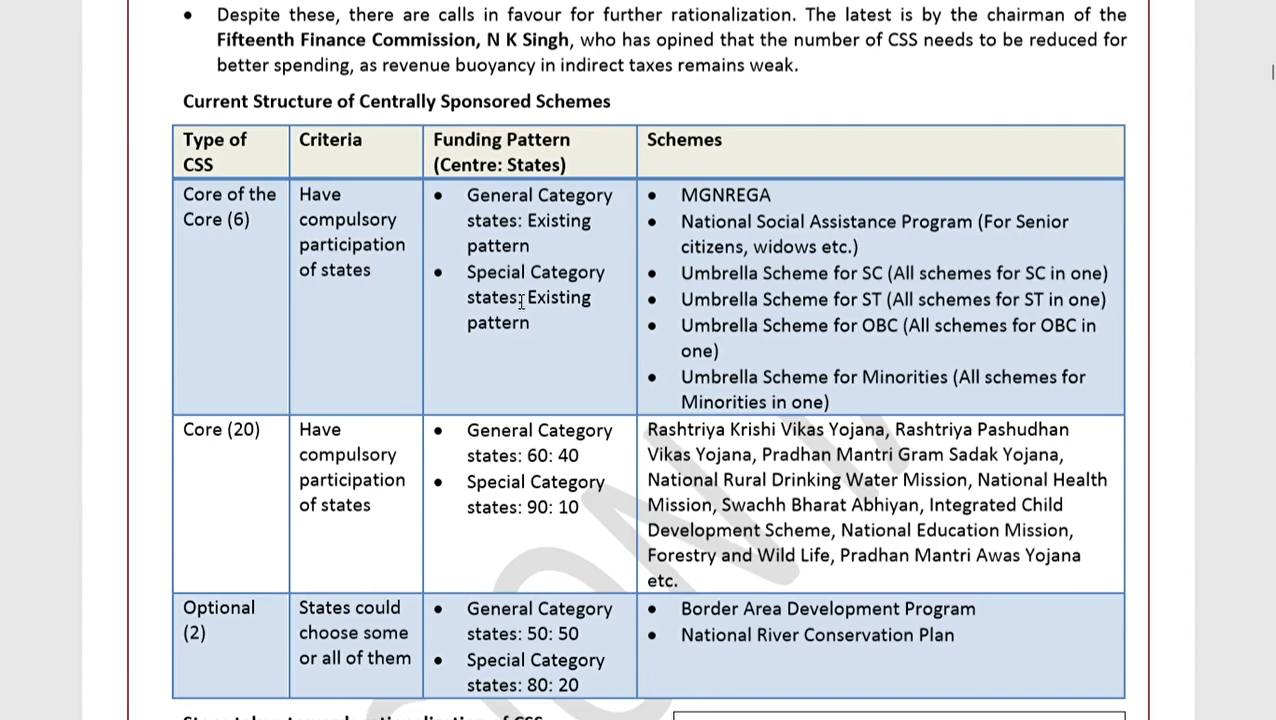 • Despite these, there are calls in favour for further rationalization. The latest is by the chairman of the
Fifteenth Finance Commission, N K Singh, who has opined that the number of CSS needs to be reduced for
better spending, as revenue buoyancy in indirect taxes remains weak.
Current Structure of Centrally Sponsored Schemes
Type of
CSS
Criteria
Funding Pattern
(Centre: States)
Schemes
Core of the
Core (6)
Have
compulsory
participation
of states
• General Category
states: Existing
pattern
• Special Category
states: Existing
pattern
• MGNREGA
• National Social Assistance Program (For Senior
citizens, widows etc.)
• Umbrella Scheme for SC (All schemes for SC in one)
• Umbrella Scheme for ST (All schemes for ST in one)
• Umbrella Scheme for OBC (All schemes for OBC in
one)
• Umbrella Scheme for Minorities (All schemes for
Minorities in one)
Core (20)
Have
compulsory
participation
of states
• General Category
states: 60: 40
• Special Category
states: 90: 10
Rashtriya Krishi Vikas Yojana, Rashtriya Pashudhan
Vikas Yojana, Pradhan Mantri Gram Sadak Yojana,
National Rural Drinking Water Mission, National Health
Mission, Swachh Bharat Abhiyan, Integrated Child
Development Scheme, National Education Mission,
Forestry and Wild Life, Pradhan Mantri Awas Yojana
etc.
Optional
(2)
States could
choose some
or all of them
• General Category
states: 50: 50
• Special Category
states: 80: 20
• Border Area Development Program
• National River Conservation Plan